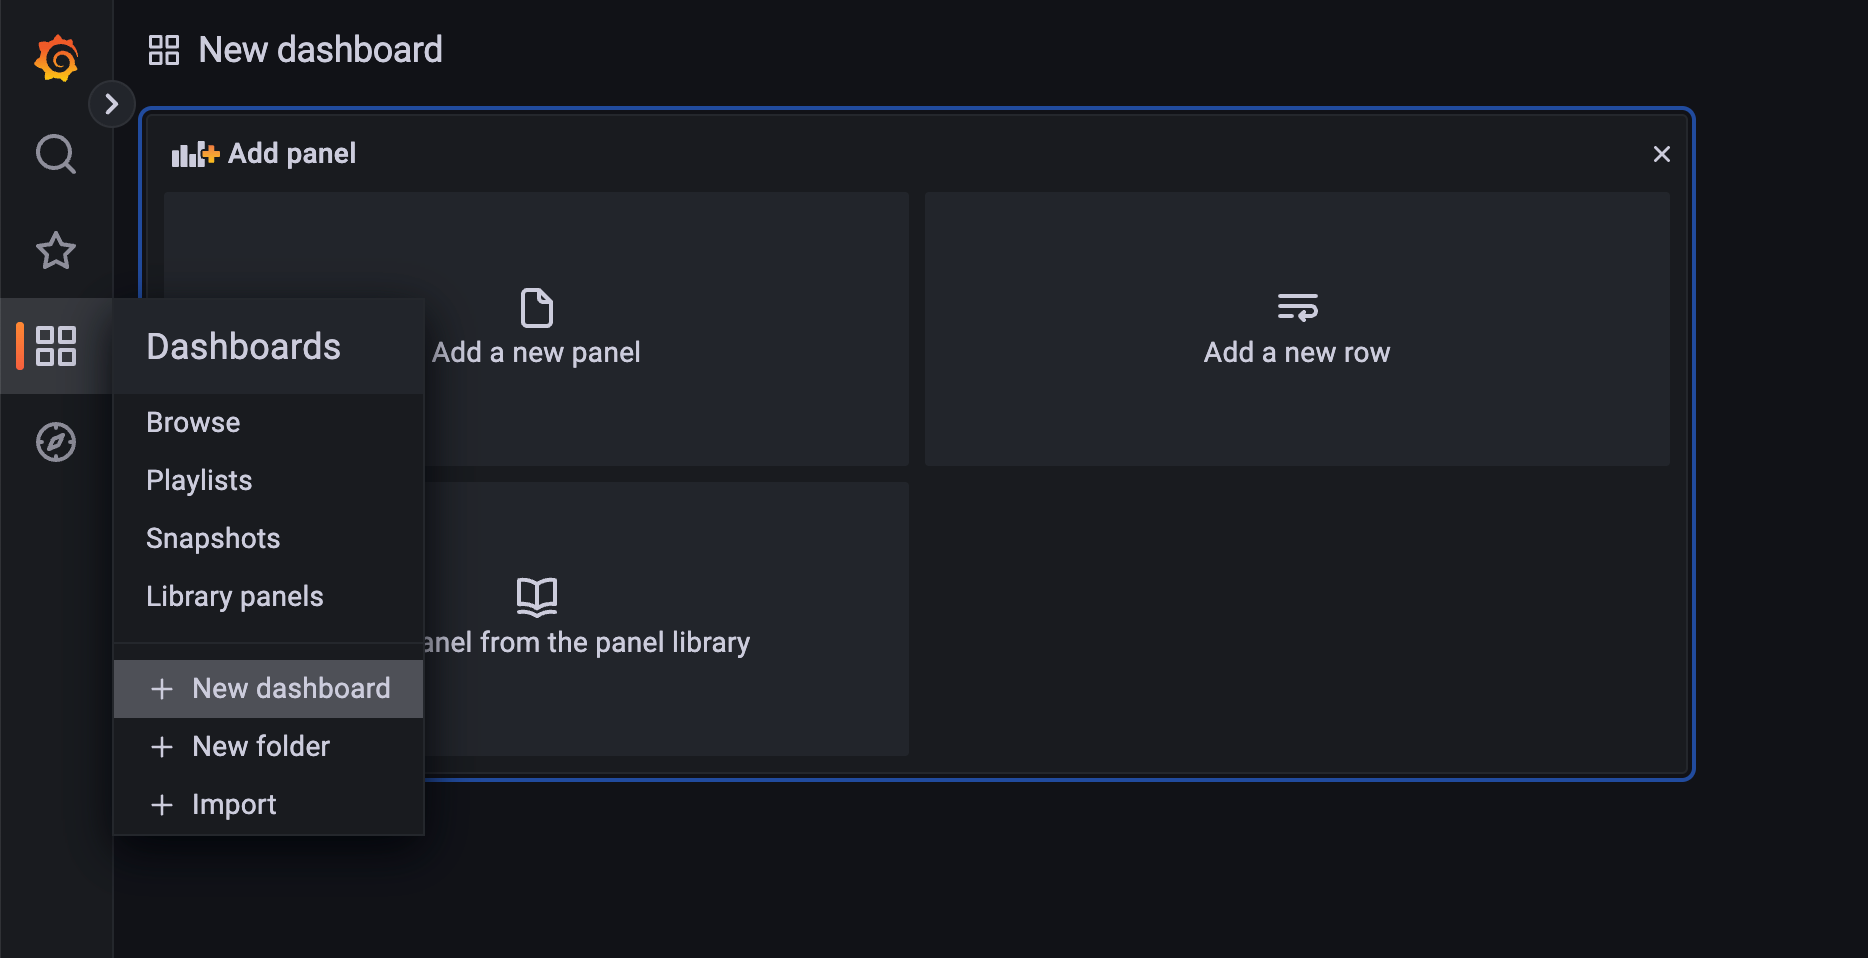 New dashboard
Add panel
Add a new panel
Add a new row
Dashboards
Browse
Playlists
Snapshots
Library panels
from the panel library
New dashboard
New folder
Import